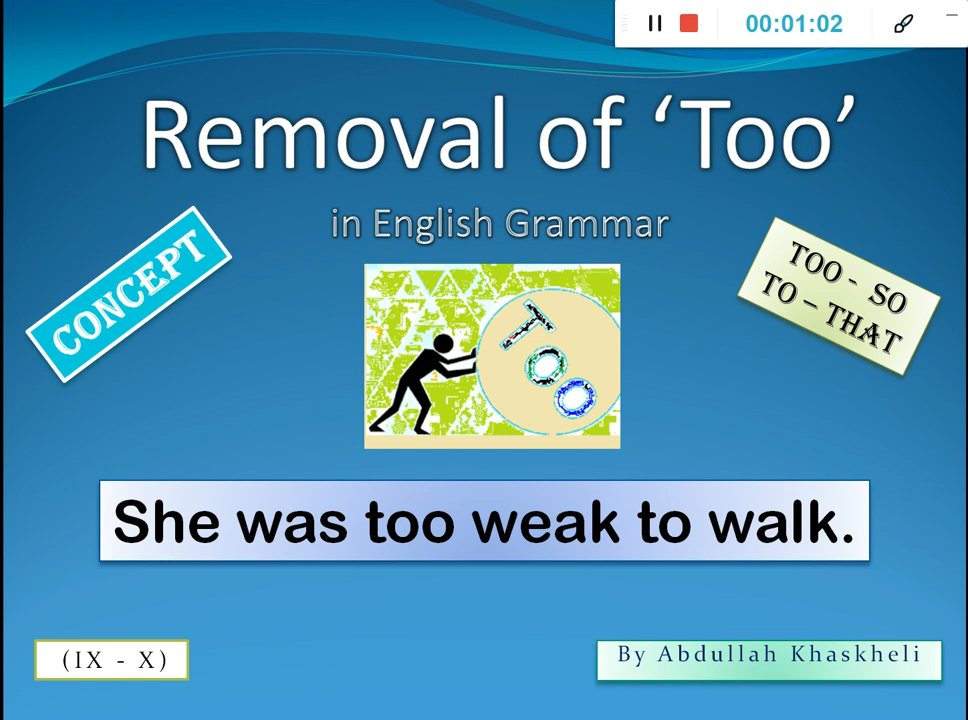 00:01:02
Removal of ‘Too’
in English Grammar
CONCEPT
TOO - SO
TO – THAT
TOO
She was too weak to walk.
(IX - X)
By Abdullah Khaskheli